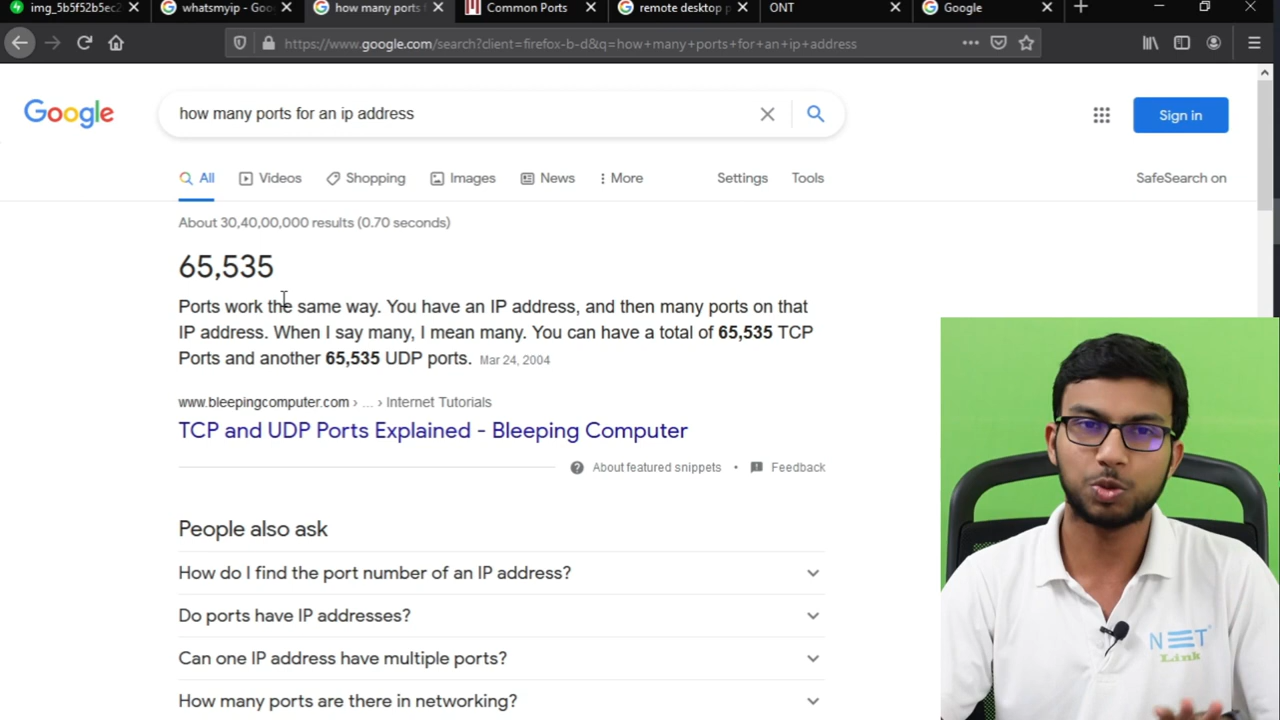 img_5b5f52b5ec2
whatsmyip - Goo
how many ports f
Common Ports
remote desktop p
ONT
Google
https://www.google.com/search?client=firefox-b-d&q=how+many+ports+for+an+ip+address
Google
how many ports for an ip address
Sign in
All
Videos
Shopping
Images
News
More
Settings
Tools
SafeSearch on
About 30,40,00,000 results (0.70 seconds)
65,535
Ports work the same way. You have an IP address, and then many ports on that
IP address. When I say many, I mean many. You can have a total of 65,535 TCP
Ports and another 65,535 UDP ports. Mar 24, 2004
www.bleepingcomputer.com › ... › Internet Tutorials
TCP and UDP Ports Explained - Bleeping Computer
About featured snippets • Feedback
People also ask
How do I find the port number of an IP address?
Do ports have IP addresses?
Can one IP address have multiple ports?
How many ports are there in networking?
NET
Link